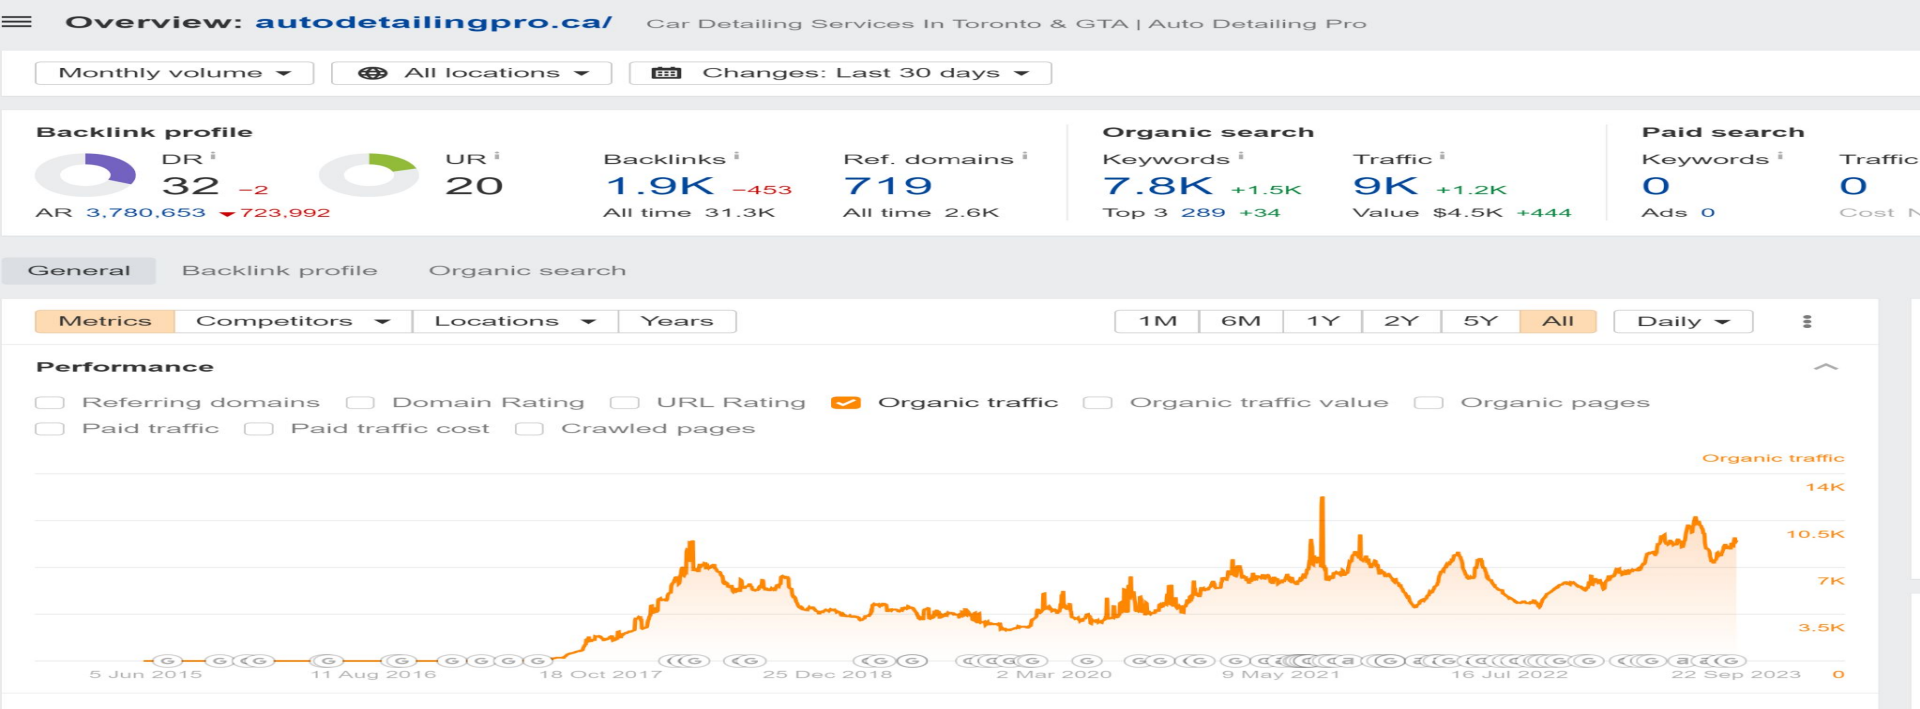 Overview: autodetailingpro.ca/ Car Detailing Services In Toronto & GTA | Auto Detailing Pro
Monthly volume All locations Changes: Last 30 days
Backlink profile Organic search Paid search
DR UR Backlinks Ref. domains Keywords Traffic Keywords Traffic
32 -2 20 1.9K -453 719 7.8K +1.5K 9K +1.2K 0 0
AR 3,780,653 723,992 All time 31.3K All time 2.6K Top 3 289 +34 Value $4.5K +444 Ads 0 Cost N
General Backlink profile Organic search
Metrics Competitors Locations Years 1M 6M 1Y 2Y 5Y All Daily
Performance
Referring domains Domain Rating URL Rating Organic traffic Organic traffic value Organic pages
Paid traffic Paid traffic cost Crawled pages
Organic traffic
14K
10.5K
7K
3.5K
5 Jun 2015 11 Aug 2016 18 Oct 2017 25 Dec 2018 2 Mar 2020 9 May 2021 16 Jul 2022 22 Sep 2023 0